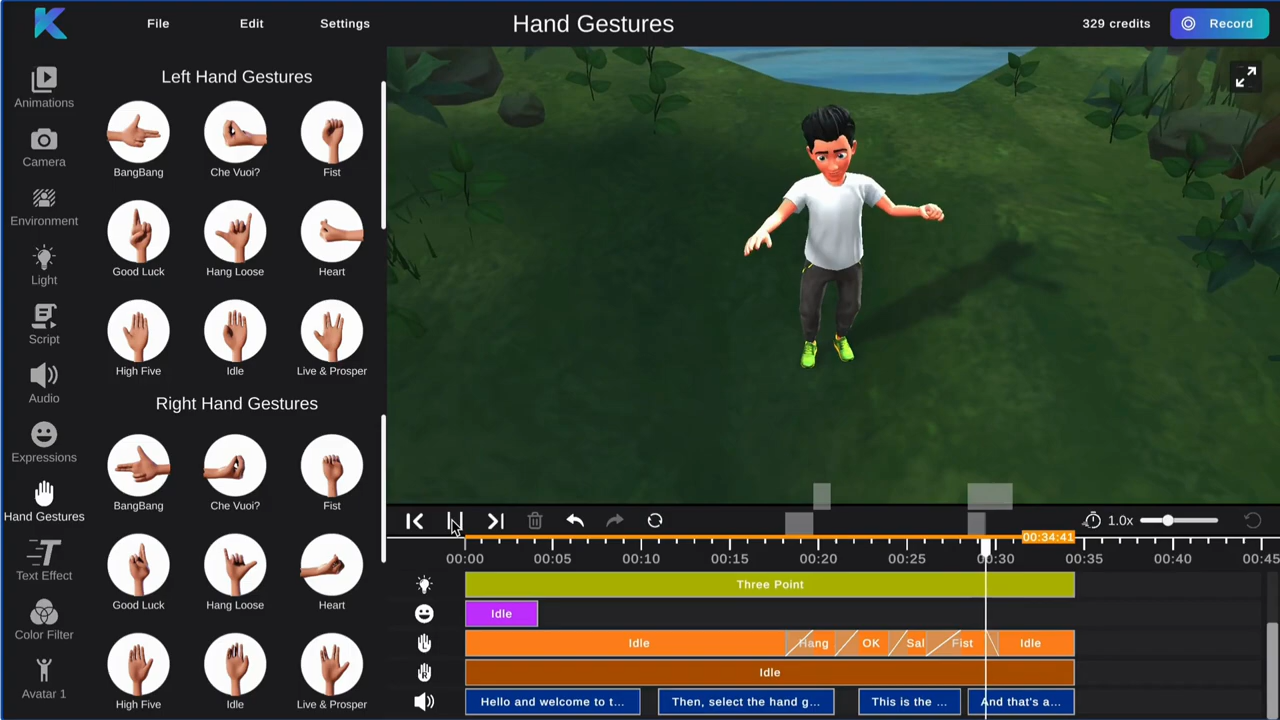 File
Edit
Settings
Hand Gestures
329 credits
Record
Animations
Camera
Environment
Light
Script
Audio
Expressions
Hand Gestures
Text Effect
Color Filter
Avatar 1
Left Hand Gestures
BangBang
Che Vuoi?
Fist
Good Luck
Hang Loose
Heart
High Five
Idle
Live & Prosper
Right Hand Gestures
BangBang
Che Vuoi?
Fist
Good Luck
Hang Loose
Heart
High Five
Idle
Live & Prosper
1.0x
00:34:41
00:00
00:05
00:10
00:15
00:20
00:25
00:30
00:35
00:40
00:45
Three Point
Idle
Idle
Hang
OK
Sal
Fist
Idle
Idle
Hello and welcome to t...
Then, select the hand g...
This is the ...
And that's a...